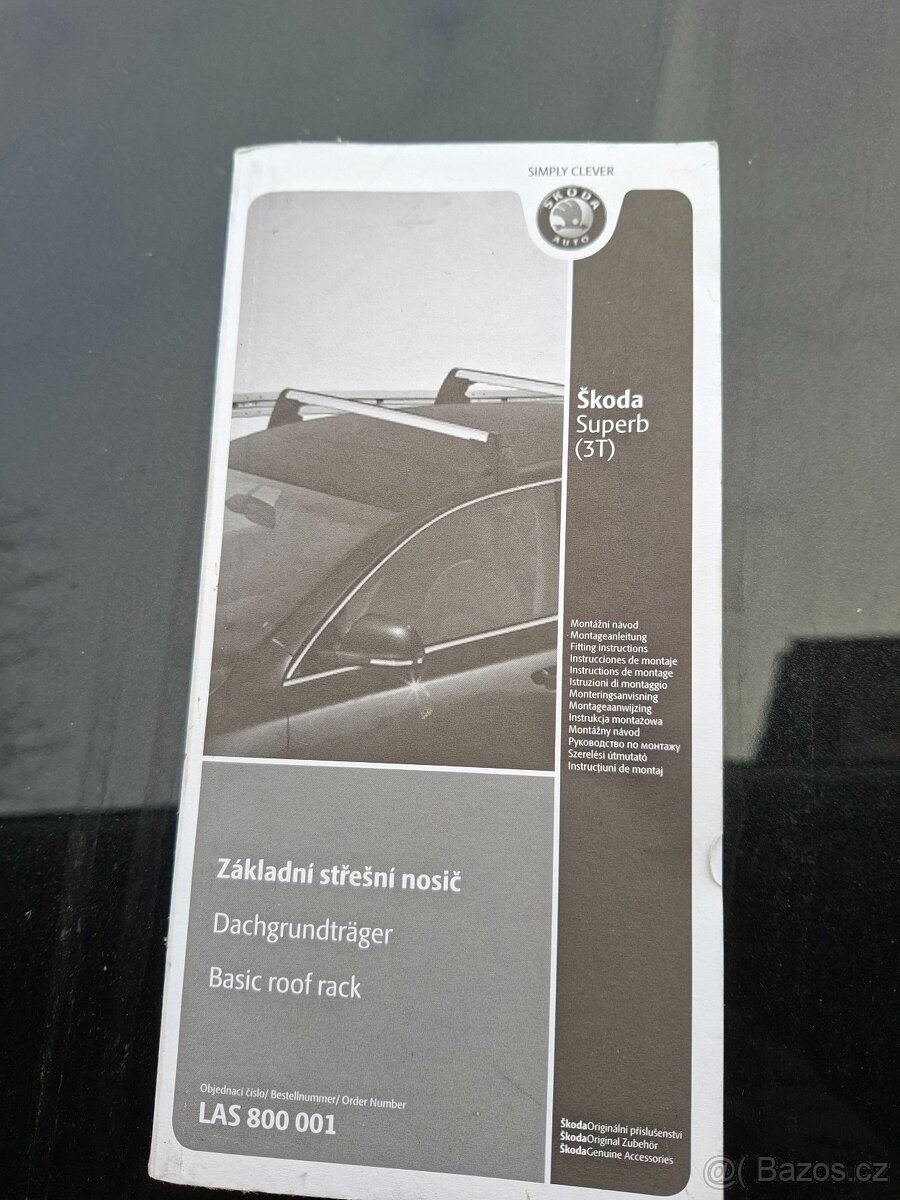 SIMPLY CLEVER
ŠKODA
AUTO
Škoda
Superb
(3T)
Montážní návod
Montageanleitung
Fitting instructions
Instrucciones de montaje
Instructions de montage
Istruzioni di montaggio
Monteringsanvisning
Montageaanwijzing
Instrukcja montażowa
Montážny návod
Руководство по монтажу
Szerelési útmutató
Instrucţiuni de montaj
Základní střešní nosič
Dachgrundträger
Basic roof rack
Objednací číslo/ Bestellnummer/ Order Number
LAS 800 001
ŠkodaOriginální příslušenství
ŠkodaOriginal Zubehör
ŠkodaGenuine Accessories
@( Bazos.cz